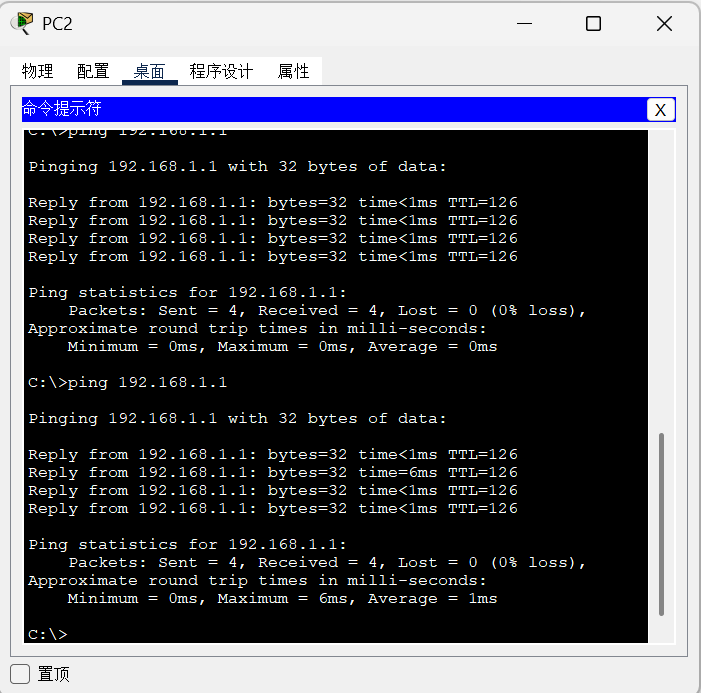 PC2
物理 配置 桌面 程序设计 属性
命令提示符 X
C:\>ping 192.168.1.1
Pinging 192.168.1.1 with 32 bytes of data:
Reply from 192.168.1.1: bytes=32 time<1ms TTL=126
Reply from 192.168.1.1: bytes=32 time<1ms TTL=126
Reply from 192.168.1.1: bytes=32 time<1ms TTL=126
Reply from 192.168.1.1: bytes=32 time<1ms TTL=126
Ping statistics for 192.168.1.1:
Packets: Sent = 4, Received = 4, Lost = 0 (0% loss),
Approximate round trip times in milli-seconds:
Minimum = 0ms, Maximum = 0ms, Average = 0ms
C:\>ping 192.168.1.1
Pinging 192.168.1.1 with 32 bytes of data:
Reply from 192.168.1.1: bytes=32 time<1ms TTL=126
Reply from 192.168.1.1: bytes=32 time=6ms TTL=126
Reply from 192.168.1.1: bytes=32 time<1ms TTL=126
Reply from 192.168.1.1: bytes=32 time<1ms TTL=126
Ping statistics for 192.168.1.1:
Packets: Sent = 4, Received = 4, Lost = 0 (0% loss),
Approximate round trip times in milli-seconds:
Minimum = 0ms, Maximum = 6ms, Average = 1ms
C:\>
置顶